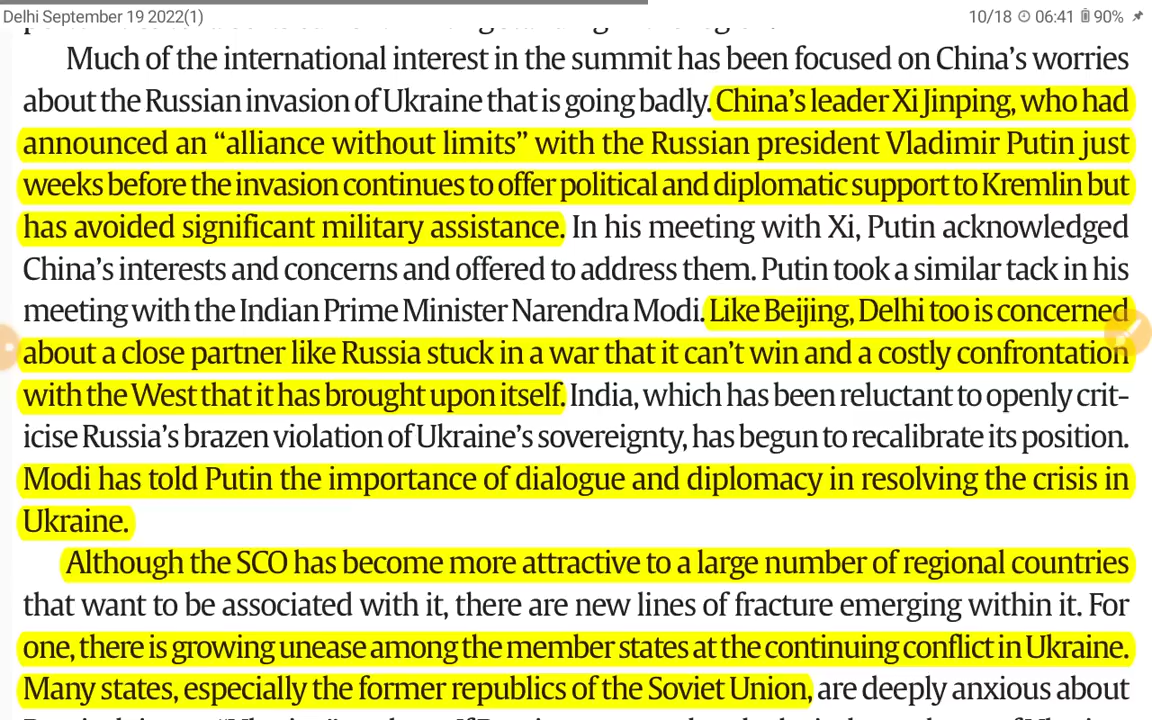 Delhi September 19 2022(1)
10/18 06:41 90%
Much of the international interest in the summit has been focused on China's worries
about the Russian invasion of Ukraine that is going badly. China's leader Xi Jinping, who had
announced an “alliance without limits” with the Russian president Vladimir Putin just
weeks before the invasion continues to offer political and diplomatic support to Kremlin but
has avoided significant military assistance. In his meeting with Xi, Putin acknowledged
China's interests and concerns and offered to address them. Putin took a similar tack in his
meeting with the Indian Prime Minister Narendra Modi. Like Beijing, Delhi too is concerned
about a close partner like Russia stuck in a war that it can't win and a costly confrontation
with the West that it has brought upon itself. India, which has been reluctant to openly crit-
icise Russia's brazen violation of Ukraine's sovereignty, has begun to recalibrate its position.
Modi has told Putin the importance of dialogue and diplomacy in resolving the crisis in
Ukraine.
Although the SCO has become more attractive to a large number of regional countries
that want to be associated with it, there are new lines of fracture emerging within it. For
one, there is growing unease among the member states at the continuing conflict in Ukraine.
Many states, especially the former republics of the Soviet Union, are deeply anxious about